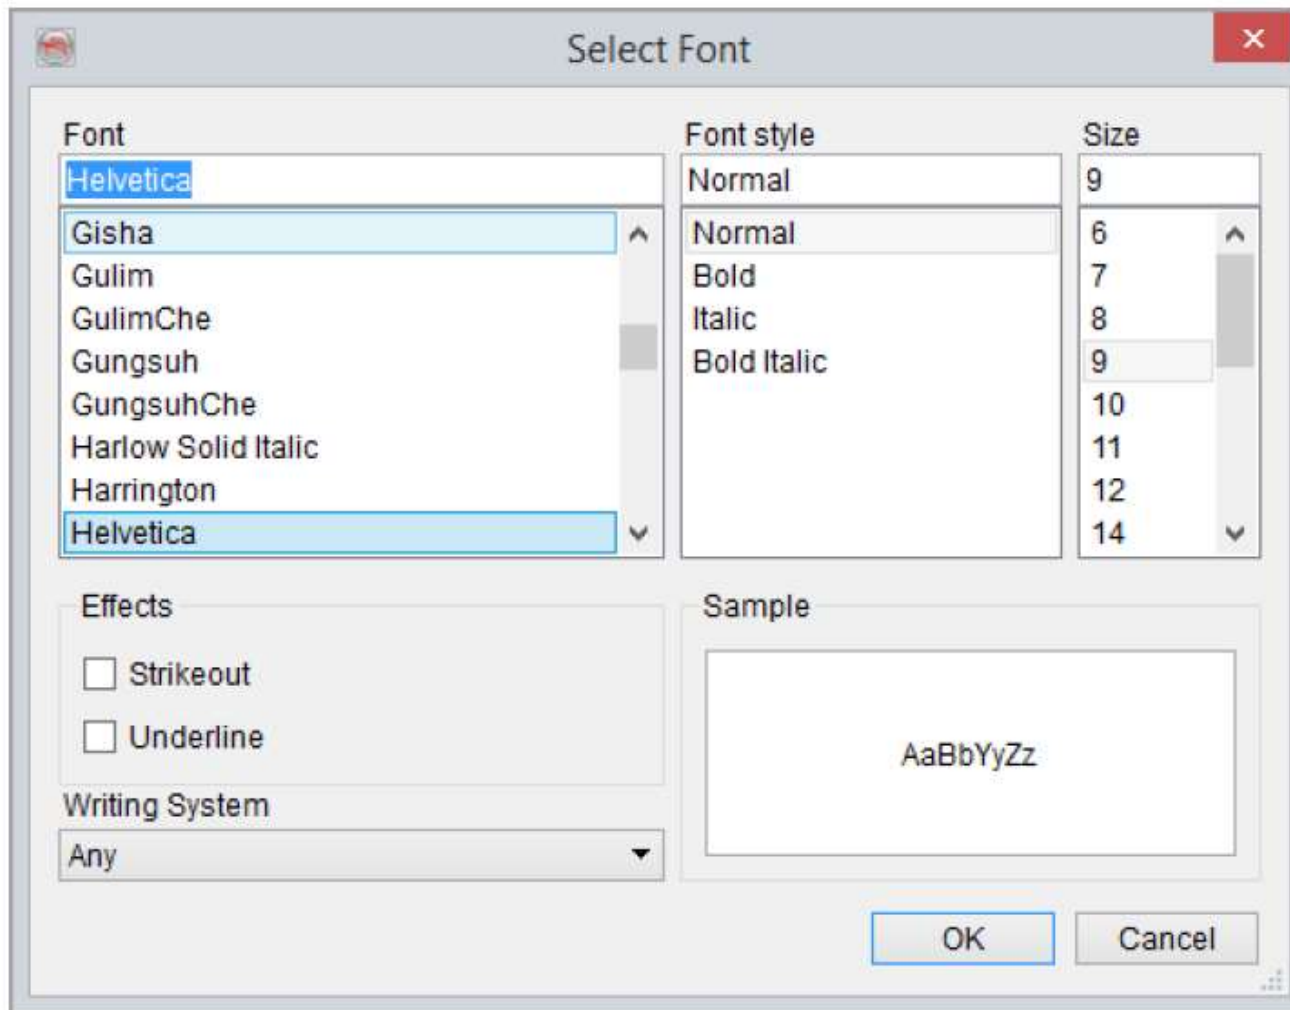 Select Font
Font
Helvetica
Gisha
Gulim
GulimChe
Gungsuh
GungsuhChe
Harlow Solid Italic
Harrington
Helvetica
Font style
Normal
Normal
Bold
Italic
Bold Italic
Size
9
6
7
8
9
10
11
12
14
Effects
Strikeout
Underline
Writing System
Any
Sample
AaBbYyZz
OK
Cancel